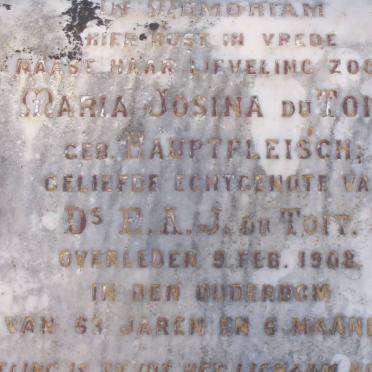 IN MEMORIAM
HIER RUST IN VREDE
NAAST HAAR LIEVELING ZOO
MARIA JOSINA DU TOI
GEB. HAUPTFLEISCH;
GELIEFDE ECHTGENOTE VA
DS E. A. J. DU TOIT.
OVERLEDEN 9 FEB. 1908.
IN DEN OUDERDOM
VAN 63 JAREN EN 6 MAAN